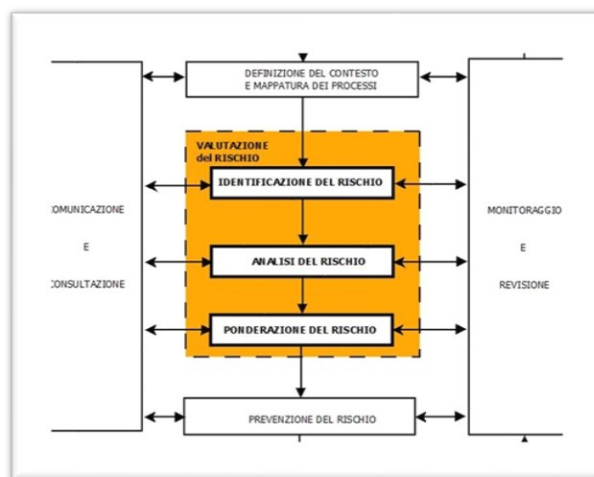 DEFINIZIONE DEL CONTESTO
E MAPPATURA DEI PROCESSI
VALUTAZIONE
del RISCHIO
IDENTIFICAZIONE DEL RISCHIO
OMUNICAZIONE
E
ONSULTAZIONE
MONITORAGGIO
E
REVISIONE
ANALISI DEL RISCHIO
PONDERAZIONE DEL RISCHIO
PREVENZIONE DEL RISCHIO